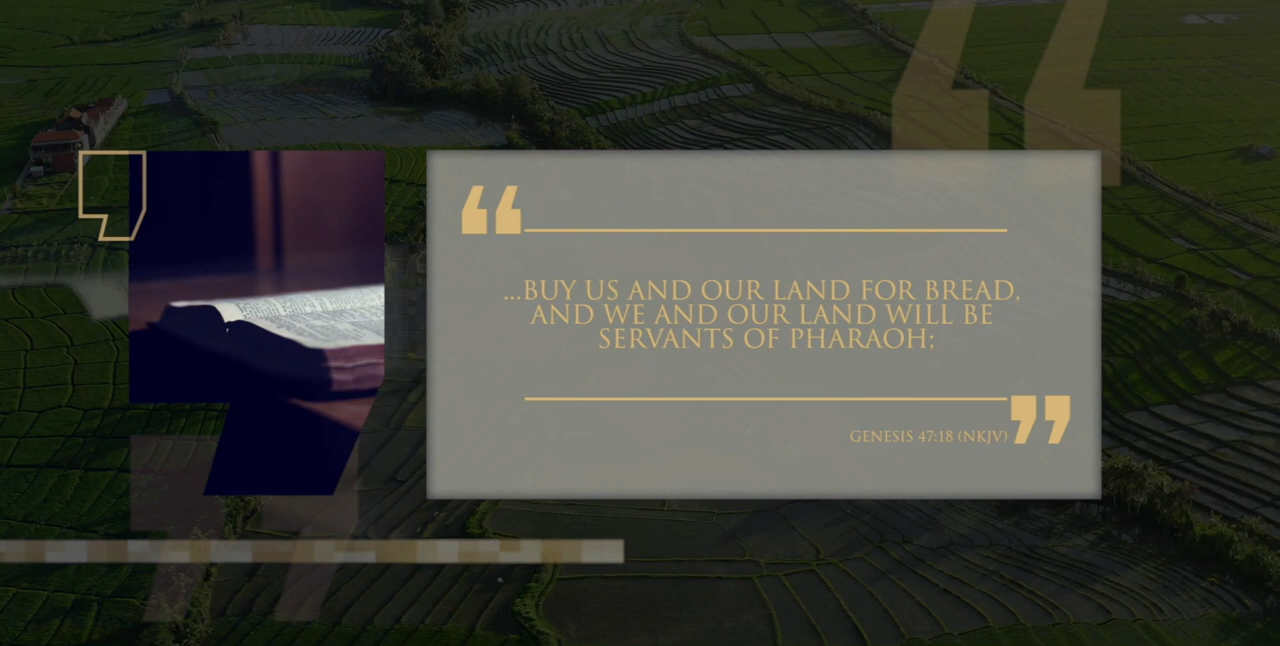 “
...BUY US AND OUR LAND FOR BREAD,
AND WE AND OUR LAND WILL BE
SERVANTS OF PHARAOH;
”
GENESIS 47:18 (NKJV)